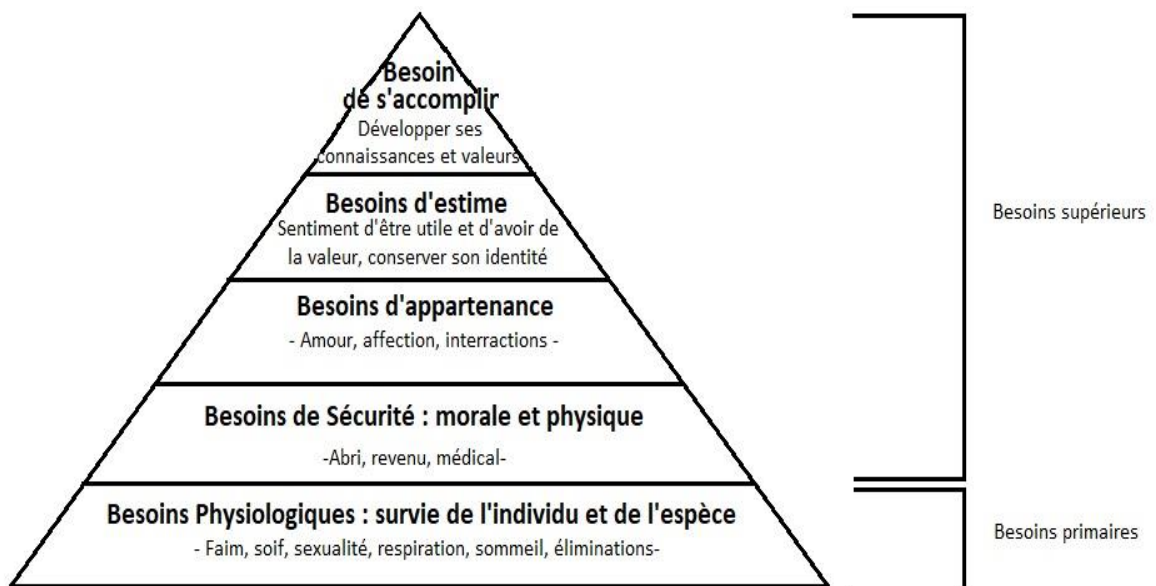 Besoin
de s'accomplir
Développer ses
connaissances et valeurs
Besoins d'estime
Sentiment d'être utile et d'avoir de
la valeur, conserver son identité
Besoins supérieurs
Besoins d'appartenance
- Amour, affection, interractions -
Besoins de Sécurité : morale et physique
-Abri, revenu, médical-
Besoins Physiologiques : survie de l'individu et de l'espèce
- Faim, soif, sexualité, respiration, sommeil, éliminations-
Besoins primaires